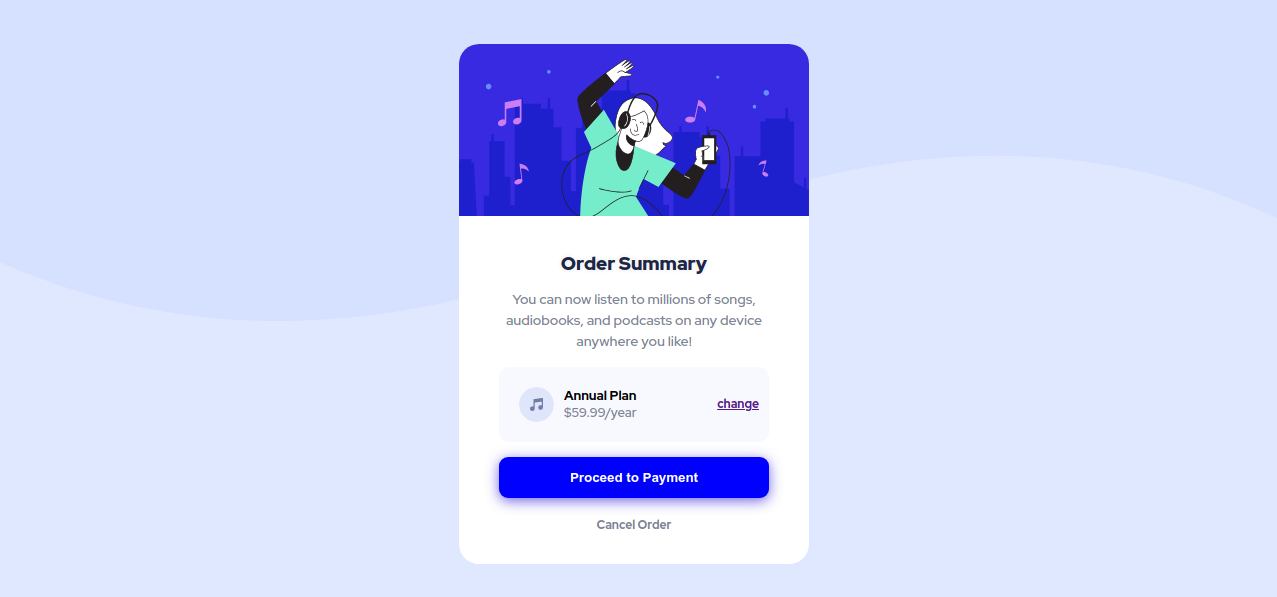 Order Summary
You can now listen to millions of songs,
audiobooks, and podcasts on any device
anywhere you like!
Annual Plan
$59.99/year
change
Proceed to Payment
Cancel Order